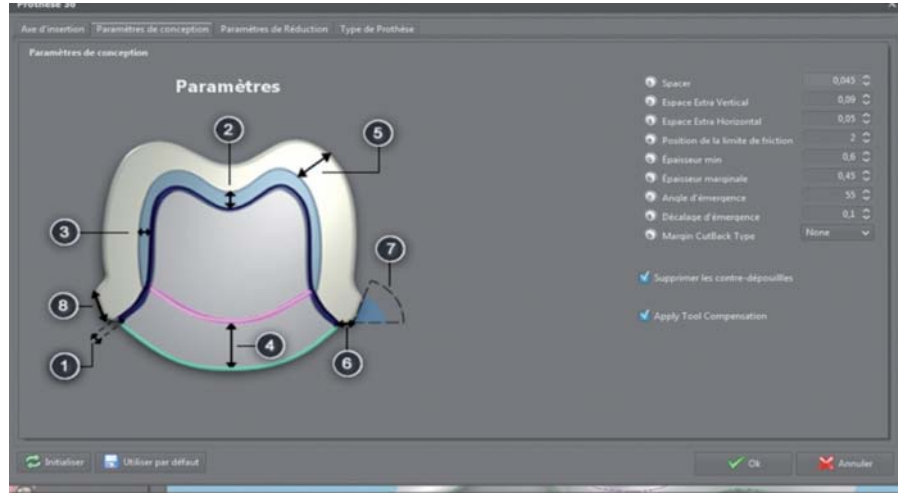 Prothèse 36
Axe d'insertion Paramètres de conception Paramètres de Réduction Type de Prothèse
Paramètres de conception
Paramètres
1
2
3
4
5
6
7
8
Spacer 0,045
Espace Extra Vertical 0,09
Espace Extra Horizontal 0,05
Position de la limite de friction 2
Épaisseur min 0,6
Épaisseur marginale 0,45
Angle d'émergence 55
Décalage d'émergence 0,1
Margin CutBack Type None
Supprimer les contre-dépouilles
Apply Tool Compensation
Initialiser Utiliser par défaut Ok Annuler